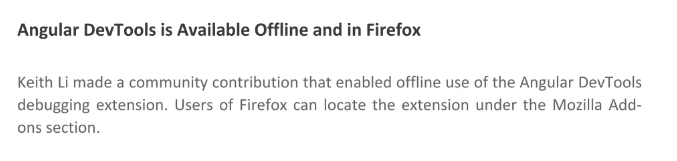 Angular DevTools is Available Offline and in Firefox
Keith Li made a community contribution that enabled offline use of the Angular DevTools
debugging extension. Users of Firefox can locate the extension under the Mozilla Add-
ons section.